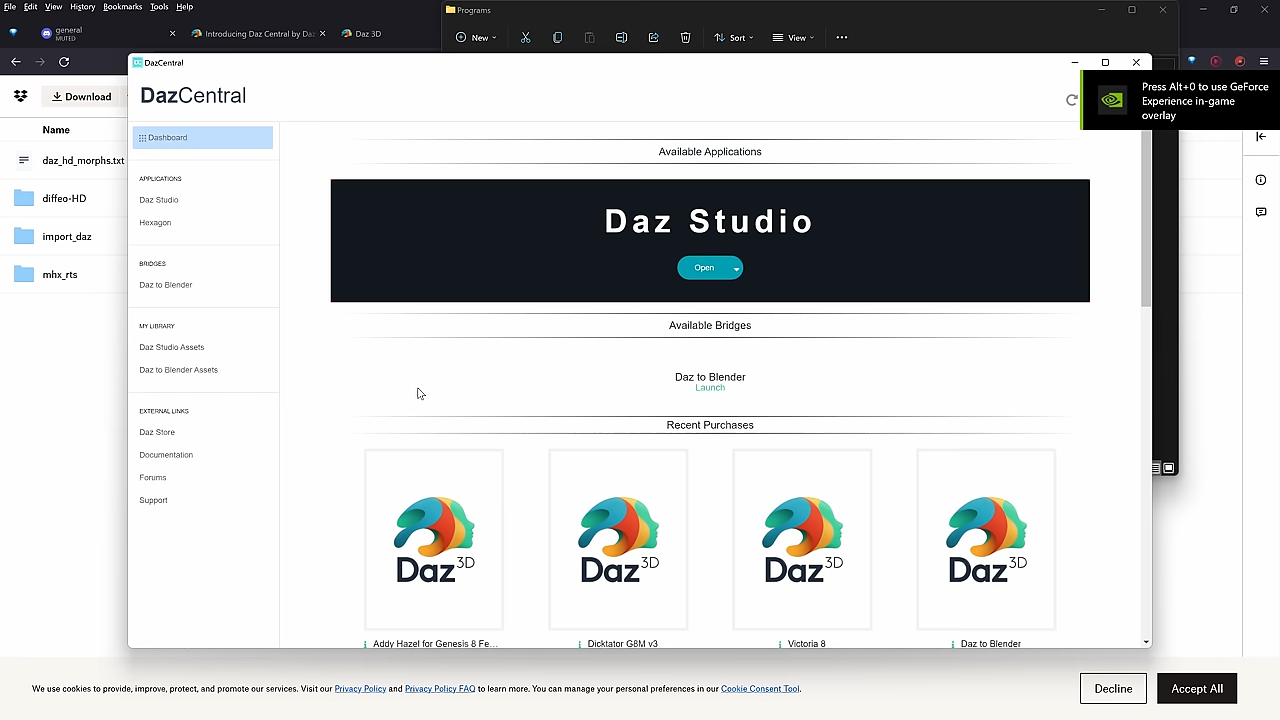 File Edit View History Bookmarks Tools Help
Programs
general
MUTED
Introducing Daz Central by Daz
Daz 3D
New
Sort
View
DazCentral
Press Alt+0 to use GeForce
Experience in-game
overlay
Download
DazCentral
Name
Dashboard
Available Applications
daz_hd_morphs.txt
APPLICATIONS
Daz Studio
Daz Studio
diffeo-HD
Hexagon
import_daz
BRIDGES
Open
mhx_rts
Daz to Blender
MY LIBRARY
Available Bridges
Daz Studio Assets
Daz to Blender Assets
Daz to Blender
Launch
EXTERNAL LINKS
Recent Purchases
Daz Store
Documentation
Forums
Support
Daz 3D
Daz 3D
Daz 3D
Daz 3D
Addy Hazel for Genesis 8 Fe...
Dicktator G8M v3
Victoria 8
Daz to Blender
We use cookies to provide, improve, protect, and promote our services. Visit our Privacy Policy and Privacy Policy FAQ to learn more. You can manage your personal preferences in our Cookie Consent Tool.
Decline
Accept All